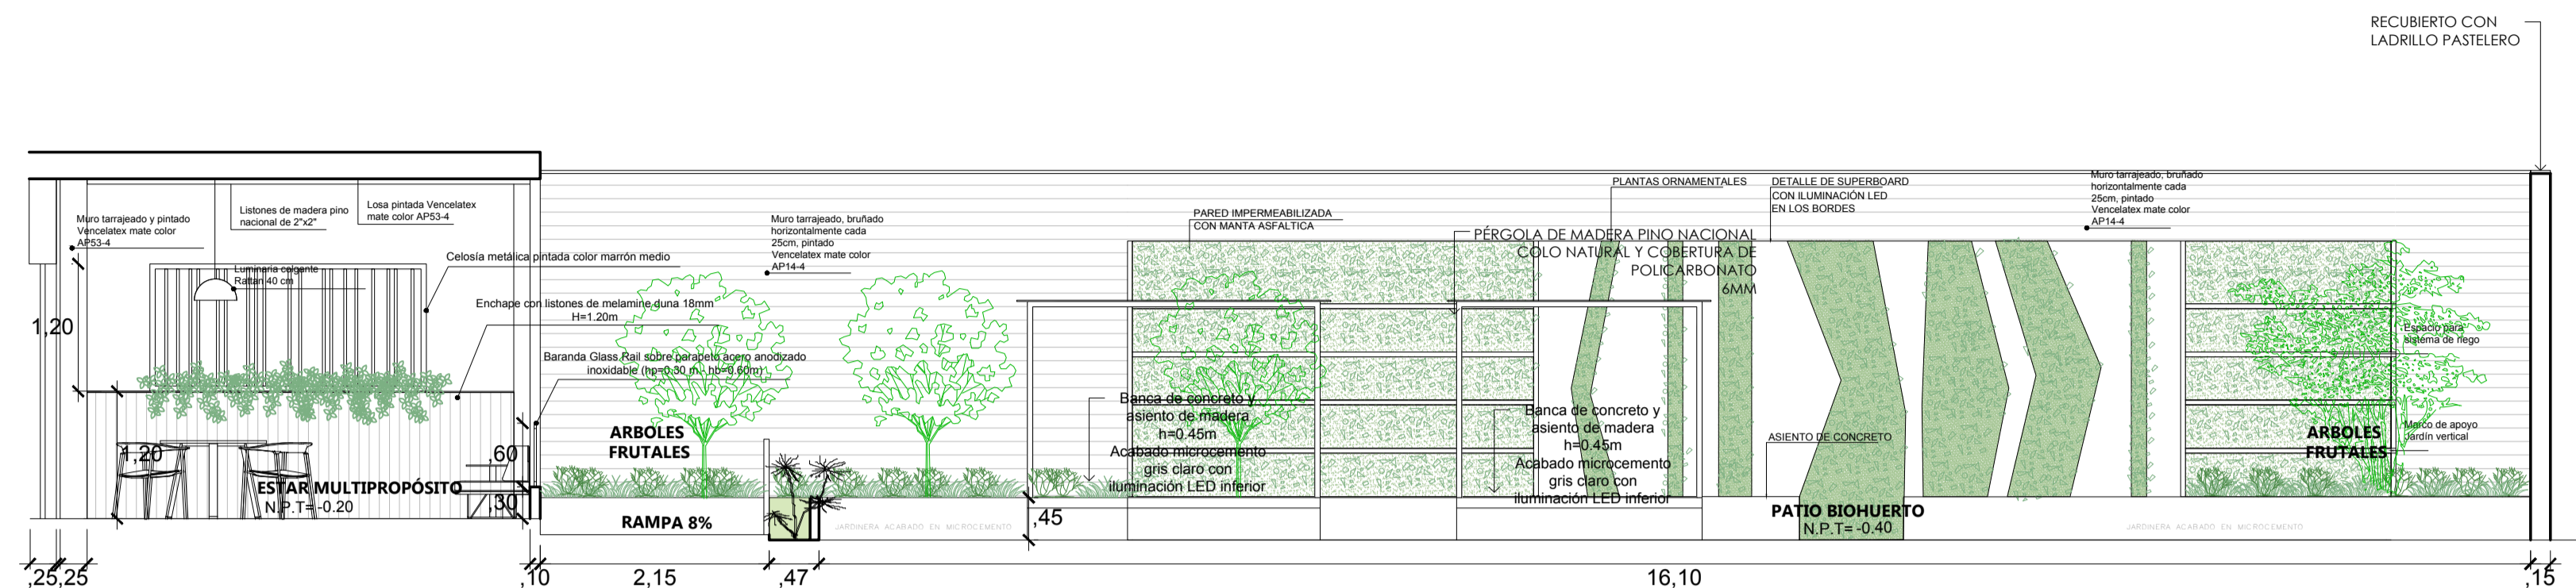 RECUBIERTO CON
LADRILLO PASTELERO
Muro tarrajeado y pintado
Vencelatex mate color
AP53-4
Listones de madera pino
nacional de 2"x2"
Losa pintada Vencelatex
mate color AP53-4
Luminaria colgante
Rattan 40 cm
Celosía metálica pintada color marrón medio
Enchape con listones de melamine duna 18mm
H=1.20m
Baranda Glass Rail sobre parapeto acero anodizado
inoxidable (hp=0.30 m - hb=0.60m)
Muro tarrajeado, bruñado
horizontalmente cada
25cm, pintado
Vencelatex mate color
AP14-4
PARED IMPERMEABILIZADA
CON MANTA ASFALTICA
PÉRGOLA DE MADERA PINO NACIONAL
COLO NATURAL Y COBERTURA DE
POLICARBONATO
6MM
PLANTAS ORNAMENTALES
DETALLE DE SUPERBOARD
CON ILUMINACIÓN LED
EN LOS BORDES
Muro tarrajeado, bruñado
horizontalmente cada
25cm, pintado
Vencelatex mate color
AP14-4
Espacio para
sistema de riego
Marco de apoyo
Jardín vertical
ARBOLES
FRUTALES
Banca de concreto y
asiento de madera
h=0.45m
Acabado microcemento
gris claro con
iluminación LED inferior
Banca de concreto y
asiento de madera
h=0.45m
Acabado microcemento
gris claro con
iluminación LED inferior
ASIENTO DE CONCRETO
ARBOLES
FRUTALES
1,20
1,20
,60
,30
,45
ESTAR MULTIPROPÓSITO
N.P.T= -0.20
RAMPA 8%
JARDINERA ACABADO EN MICROCEMENTO
PATIO BIOHUERTO
N.P.T= -0.40
JARDINERA ACABADO EN MICROCEMENTO
,25 ,25 ,10 2,15 ,47 16,10 ,15